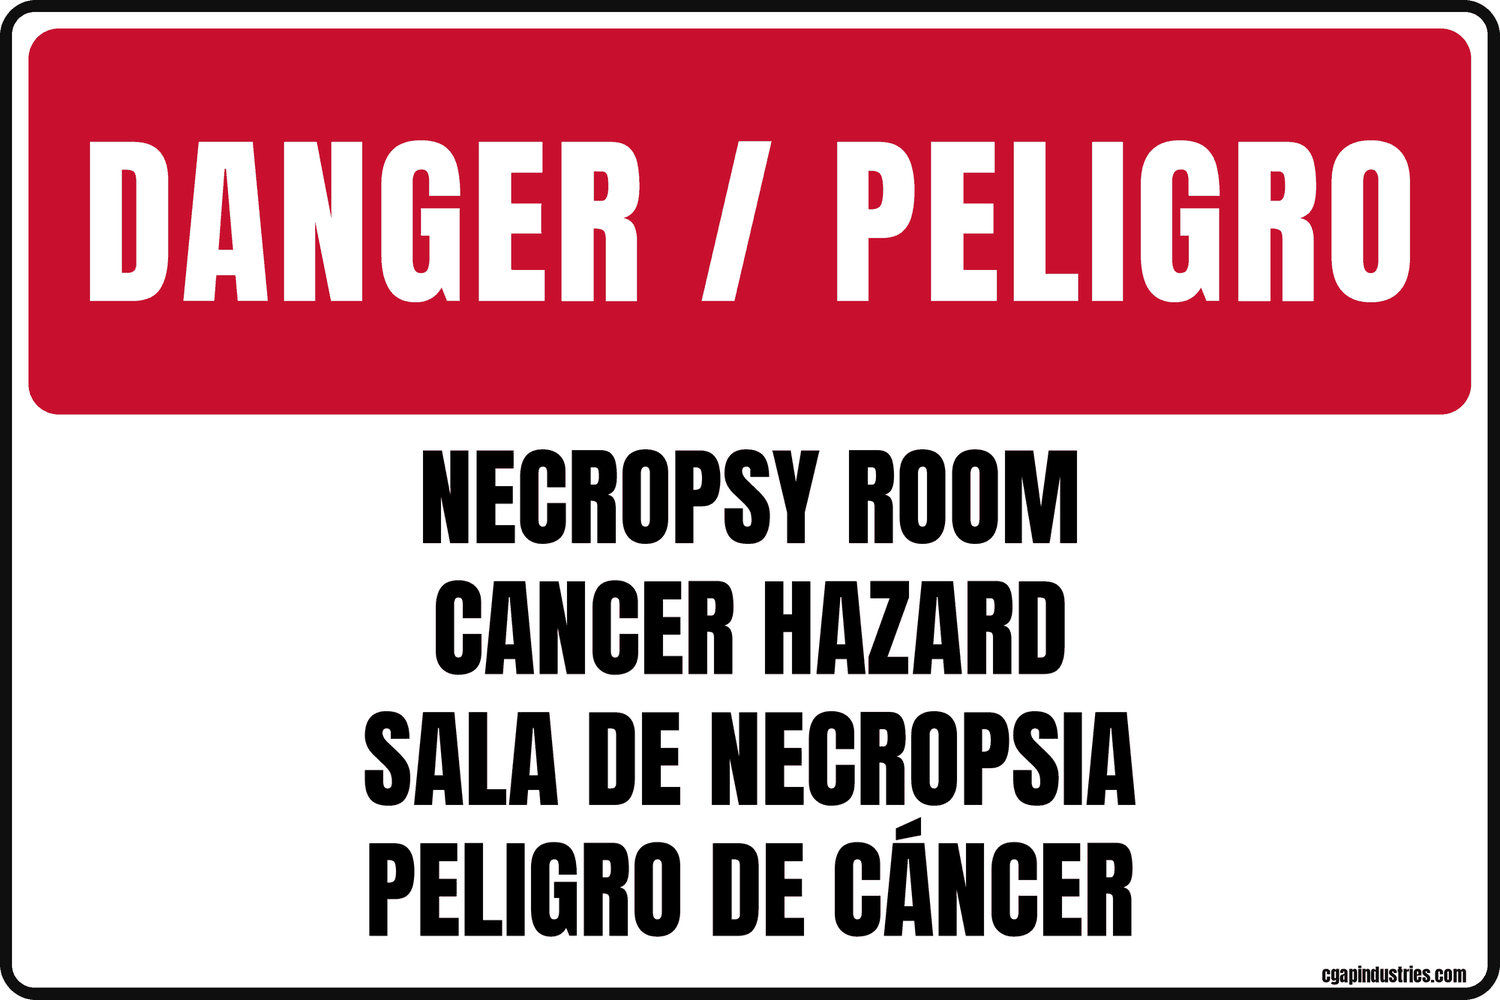 DANGER / PELIGRO
NECROPSY ROOM
CANCER HAZARD
SALA DE NECROPSIA
PELIGRO DE CÁNCER
cgapindustries.com